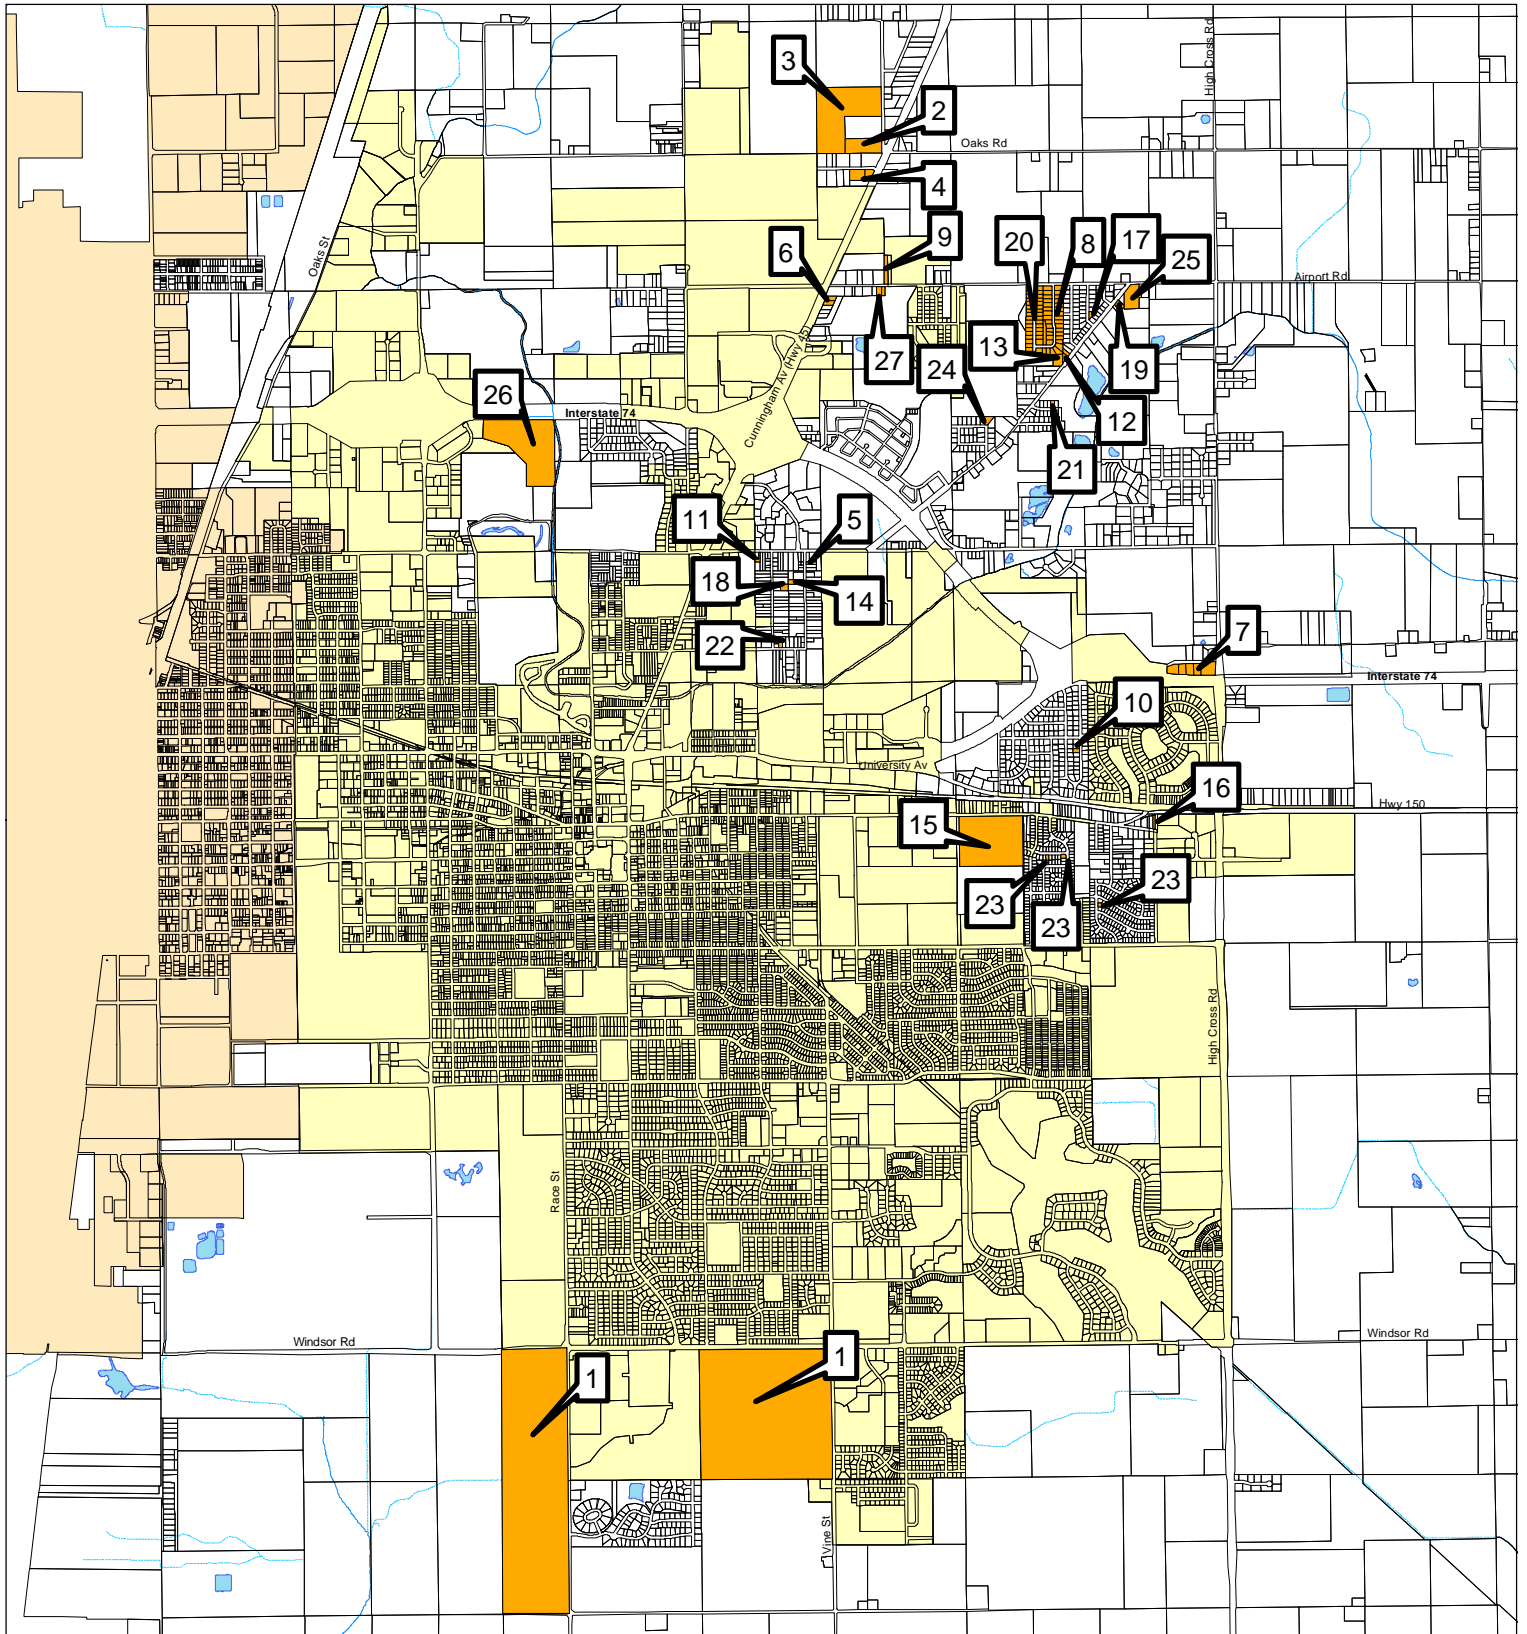 High Cross Rd
3
2
Oaks Rd
4
9
20
8
17
25
6
Oaks St
Airport Rd
27
13
24
19
12
Cunningham Av (Hwy 45)
26
Interstate 74
21
11
5
18
14
22
7
Interstate 74
10
University Av
16
Hwy 150
15
23
23
23
High Cross Rd
Race St
Windsor Rd
Windsor Rd
1
1
Vine St